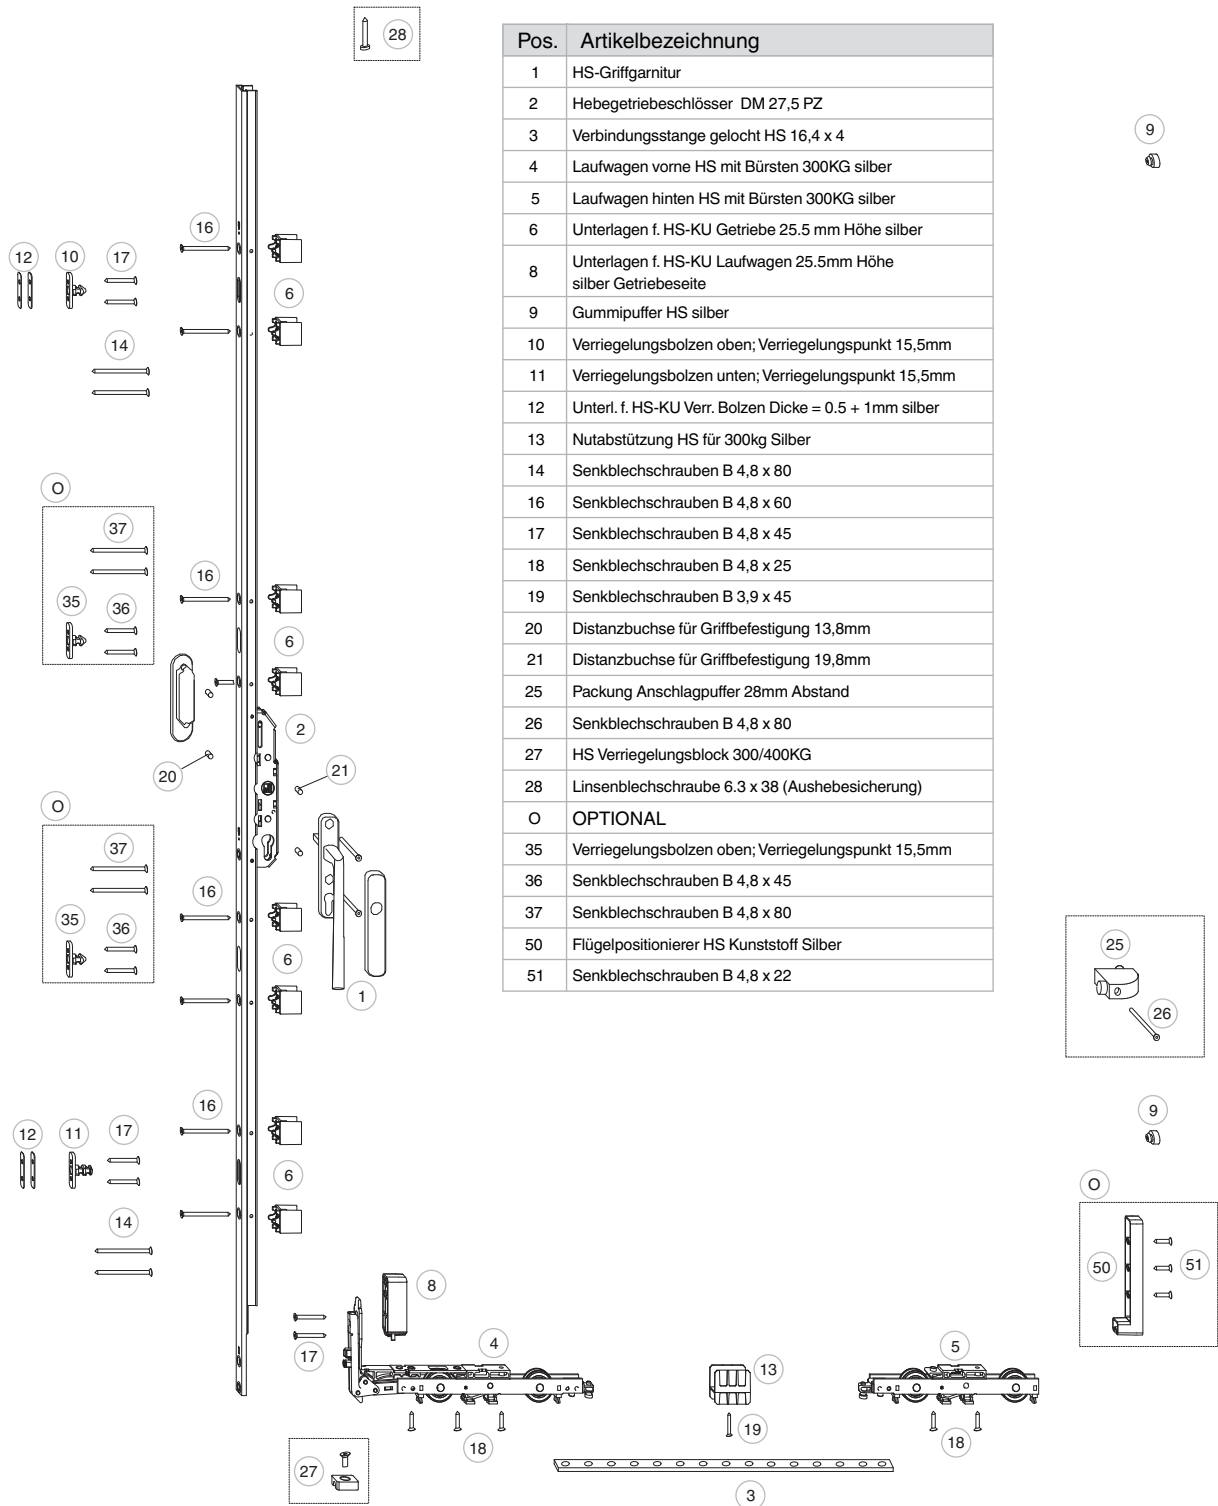 28
Pos. Artikelbezeichnung
1 HS-Griffgarnitur
2 Hebegetriebeschlösser DM 27,5 PZ
3 Verbindungsstange gelocht HS 16,4 x 4
4 Laufwagen vorne HS mit Bürsten 300KG silber
5 Laufwagen hinten HS mit Bürsten 300KG silber
6 Unterlagen f. HS-KU Getriebe 25.5 mm Höhe silber
8 Unterlagen f. HS-KU Laufwagen 25.5mm Höhe
silber Getriebeseite
9 Gummipuffer HS silber
10 Verriegelungsbolzen oben; Verriegelungspunkt 15,5mm
11 Verriegelungsbolzen unten; Verriegelungspunkt 15,5mm
12 Unterl. f. HS-KU Verr. Bolzen Dicke = 0.5 + 1mm silber
13 Nutabstützung HS für 300kg Silber
14 Senkblechschrauben B 4,8 x 80
16 Senkblechschrauben B 4,8 x 60
17 Senkblechschrauben B 4,8 x 45
18 Senkblechschrauben B 4,8 x 25
19 Senkblechschrauben B 3,9 x 45
20 Distanzbuchse für Griffbefestigung 13,8mm
21 Distanzbuchse für Griffbefestigung 19,8mm
25 Packung Anschlagpuffer 28mm Abstand
26 Senkblechschrauben B 4,8 x 80
27 HS Verriegelungsblock 300/400KG
28 Linsenblechschraube 6.3 x 38 (Aushebesicherung)
O OPTIONAL
35 Verriegelungsbolzen oben; Verriegelungspunkt 15,5mm
36 Senkblechschrauben B 4,8 x 45
37 Senkblechschrauben B 4,8 x 80
50 Flügelpositionierer HS Kunststoff Silber
51 Senkblechschrauben B 4,8 x 22
9
16
12 10 17
6
14
O
37
16
35 36
6
2
20
21
O
37
16
35 36
6
1
25
26
16
9
12 11 17
6
O
14
50 51
8
17
4
13
5
18
19
18
27
3